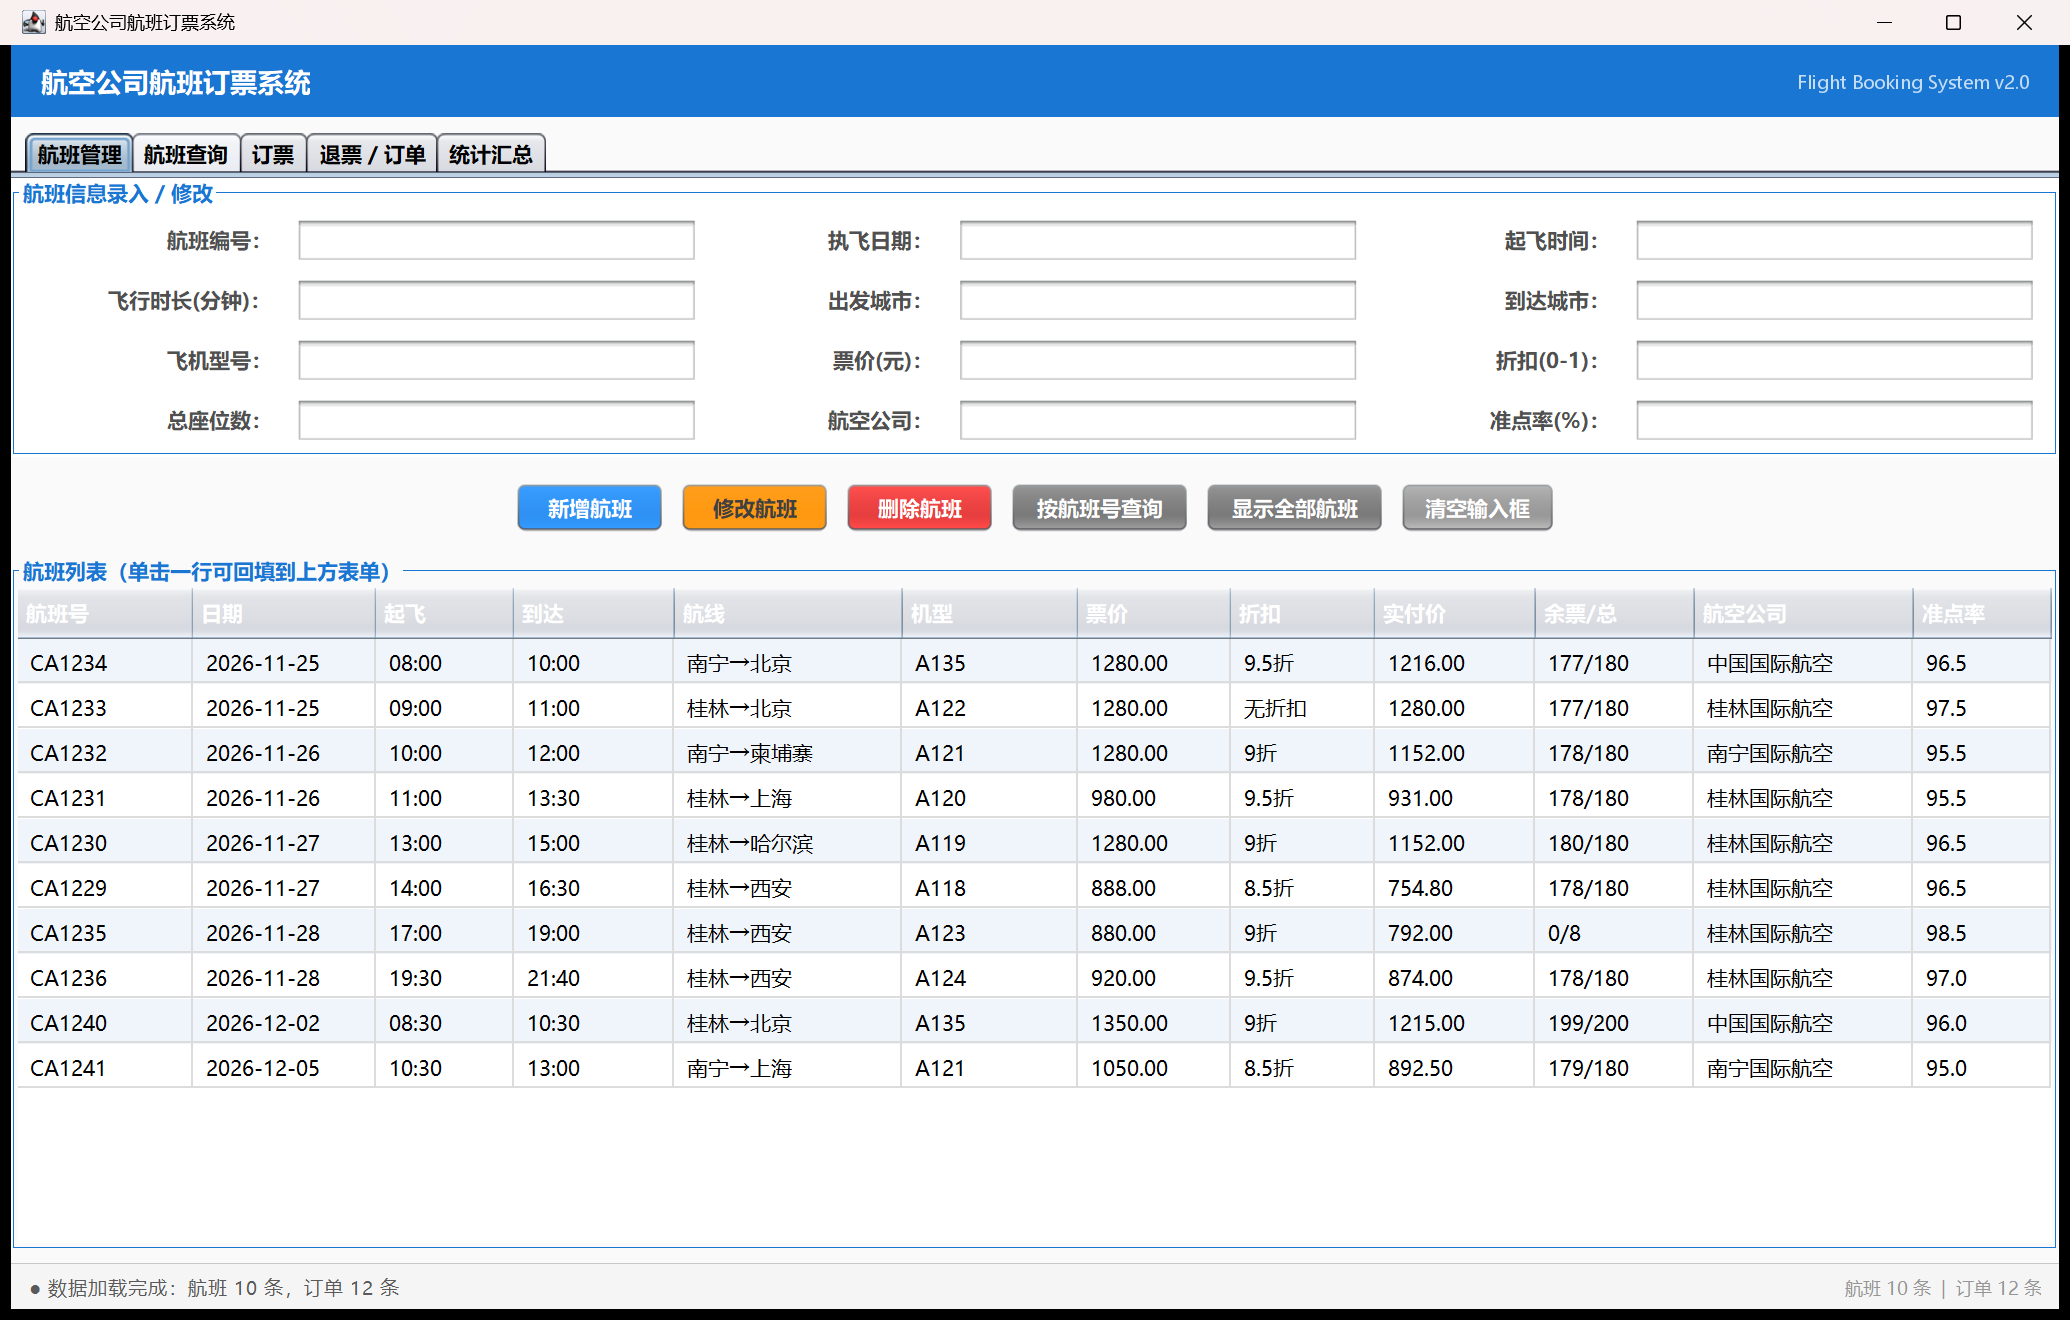 航空公司航班订票系统
航空公司航班订票系统 Flight Booking System v2.0
航班管理 航班查询 订票 退票 / 订单 统计汇总
航班信息录入 / 修改
航班编号： 执飞日期： 起飞时间：
飞行时长(分钟)： 出发城市： 到达城市：
飞机型号： 票价(元)： 折扣(0-1)：
总座位数： 航空公司： 准点率(%)：
新增航班 修改航班 删除航班 按航班号查询 显示全部航班 清空输入框
航班列表（单击一行可回填到上方表单）
航班号 日期 起飞 到达 航线 机型 票价 折扣 实付价 余票/总 航空公司 准点率
CA1234 2026-11-25 08:00 10:00 南宁→北京 A135 1280.00 9.5折 1216.00 177/180 中国国际航空 96.5
CA1233 2026-11-25 09:00 11:00 桂林→北京 A122 1280.00 无折扣 1280.00 177/180 桂林国际航空 97.5
CA1232 2026-11-26 10:00 12:00 南宁→柬埔寨 A121 1280.00 9折 1152.00 178/180 南宁国际航空 95.5
CA1231 2026-11-26 11:00 13:30 桂林→上海 A120 980.00 9.5折 931.00 178/180 桂林国际航空 95.5
CA1230 2026-11-27 13:00 15:00 桂林→哈尔滨 A119 1280.00 9折 1152.00 180/180 桂林国际航空 96.5
CA1229 2026-11-27 14:00 16:30 桂林→西安 A118 888.00 8.5折 754.80 178/180 桂林国际航空 96.5
CA1235 2026-11-28 17:00 19:00 桂林→西安 A123 880.00 9折 792.00 0/8 桂林国际航空 98.5
CA1236 2026-11-28 19:30 21:40 桂林→西安 A124 920.00 9.5折 874.00 178/180 桂林国际航空 97.0
CA1240 2026-12-02 08:30 10:30 桂林→北京 A135 1350.00 9折 1215.00 199/200 中国国际航空 96.0
CA1241 2026-12-05 10:30 13:00 南宁→上海 A121 1050.00 8.5折 892.50 179/180 南宁国际航空 95.0
● 数据加载完成：航班 10 条，订单 12 条 航班 10 条 | 订单 12 条